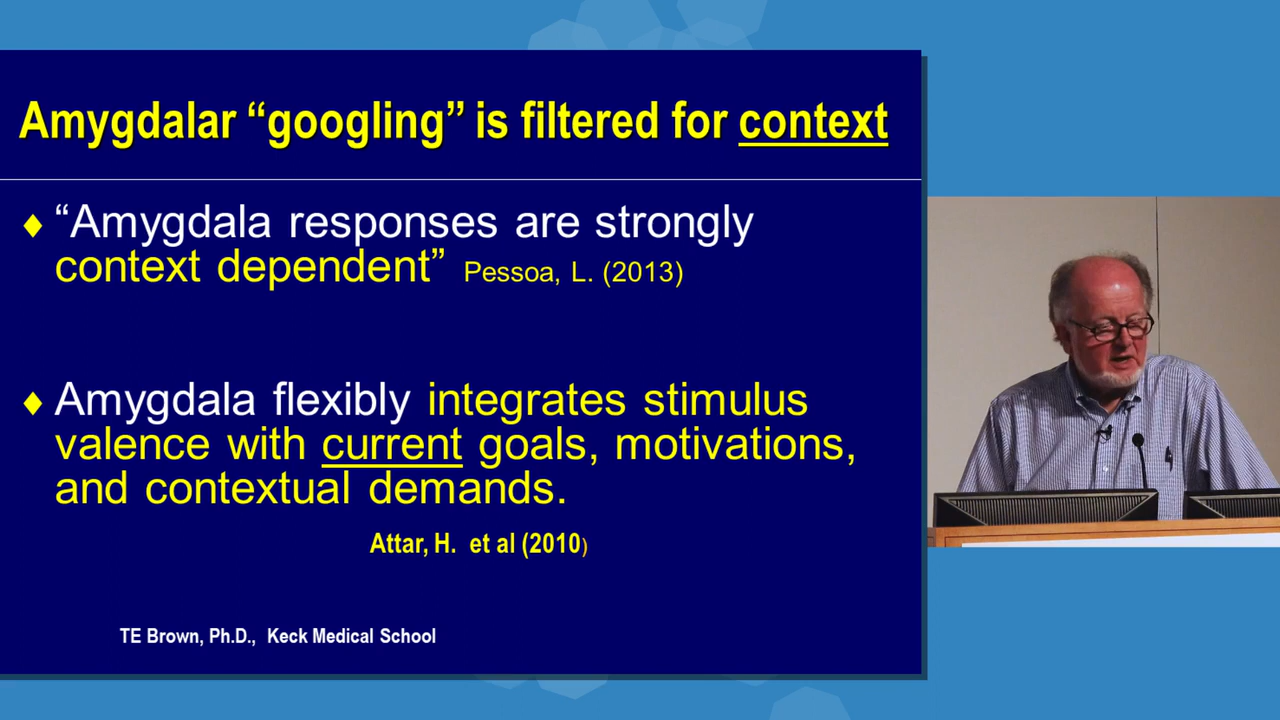 Amygdalar “googling” is filtered for context
“Amygdala responses are strongly
context dependent” Pessoa, L. (2013)
Amygdala flexibly integrates stimulus
valence with current goals, motivations,
and contextual demands.
Attar, H. et al (2010)
TE Brown, Ph.D., Keck Medical School